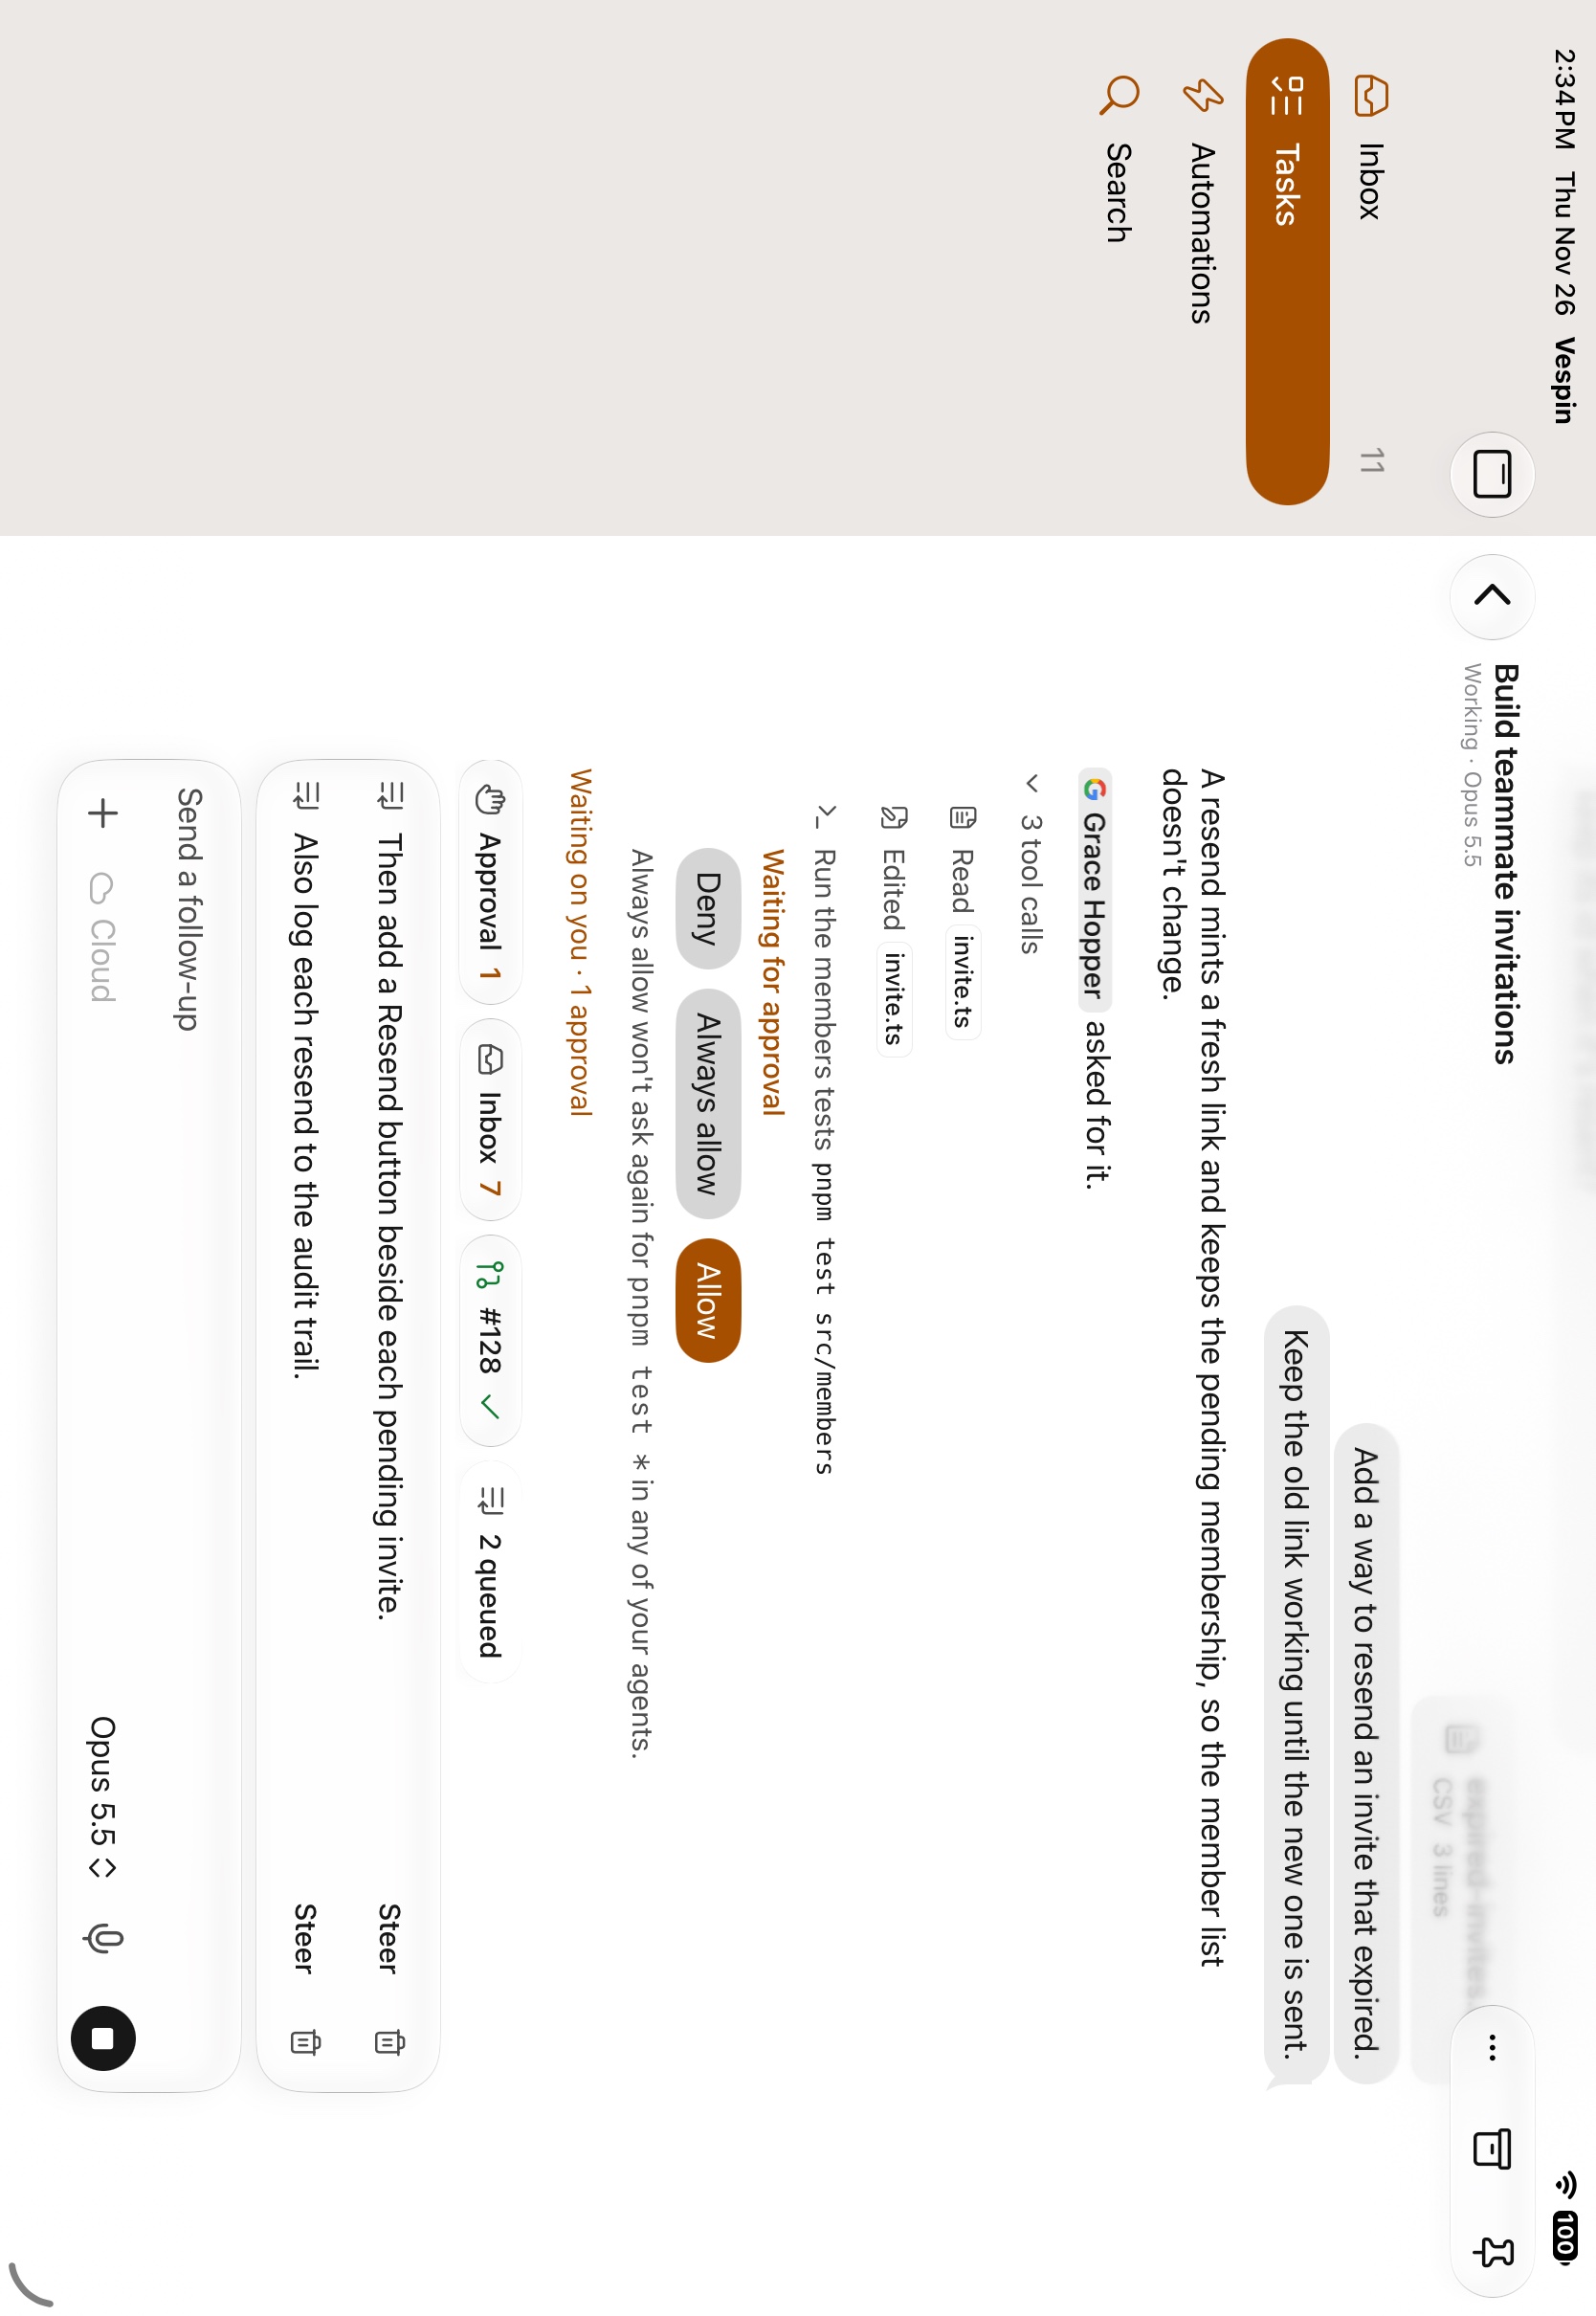 2:34 PM Thu Nov 26 Vespin
100
Build teammate invitations
Working · Opus 5.5
Inbox 11
Tasks
Automations
Search
expired-invites.
CSV 3 lines
Add a way to resend an invite that expired.
Keep the old link working until the new one is sent.
A resend mints a fresh link and keeps the pending membership, so the member list
doesn't change.
Grace Hopper asked for it.
3 tool calls
Read invite.ts
Edited invite.ts
Run the members tests pnpm test src/members
Waiting for approval
Deny Always allow Allow
Always allow won't ask again for pnpm test * in any of your agents.
Waiting on you · 1 approval
Approval 1 Inbox 7 #128 2 queued
Then add a Resend button beside each pending invite. Steer
Also log each resend to the audit trail. Steer
Send a follow-up
Cloud Opus 5.5